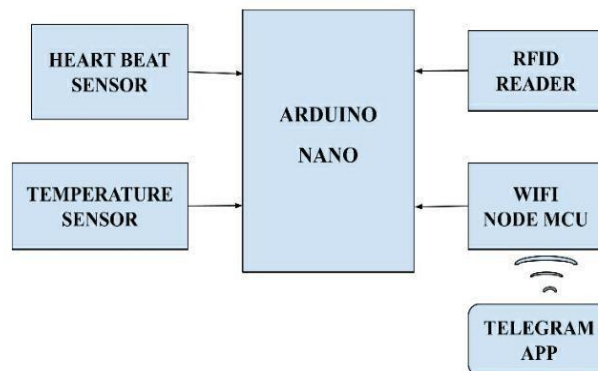 HEART BEAT
SENSOR
TEMPERATURE
SENSOR
ARDUINO
NANO
RFID
READER
WIFI
NODE MCU
TELEGRAM
APP